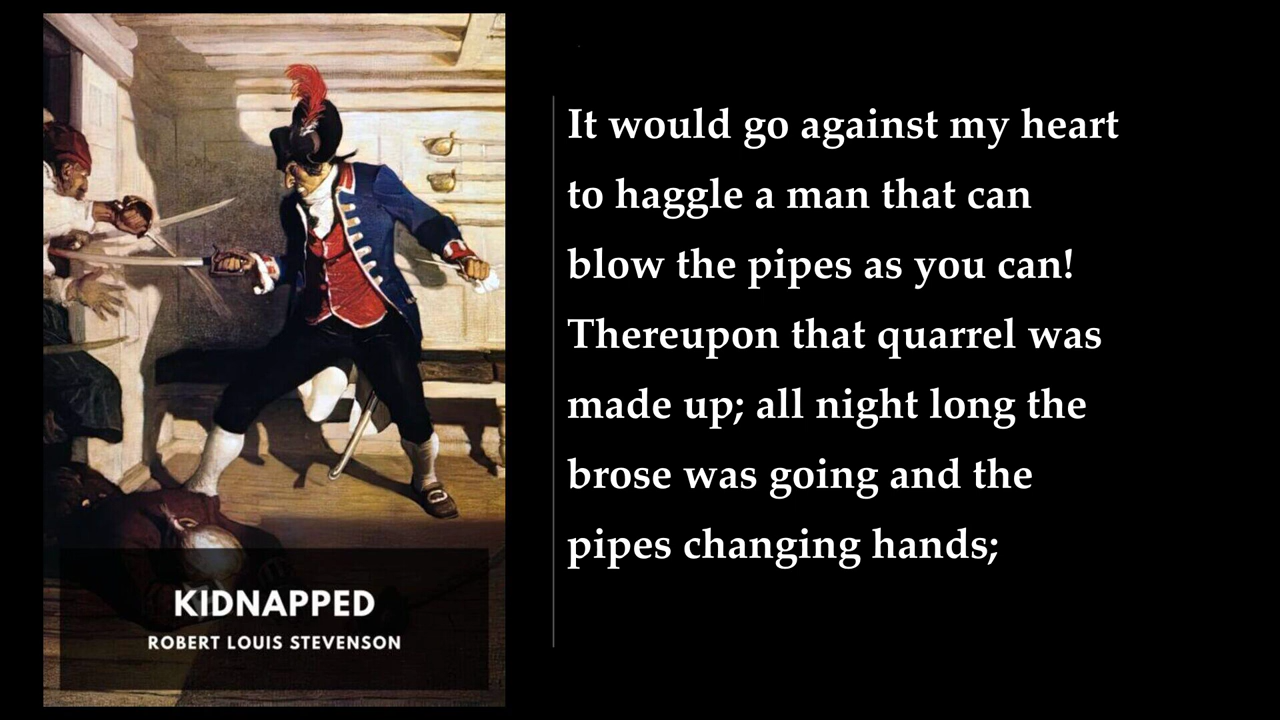 It would go against my heart
to haggle a man that can
blow the pipes as you can!
Thereupon that quarrel was
made up; all night long the
brose was going and the
pipes changing hands;
KIDNAPPED
ROBERT LOUIS STEVENSON